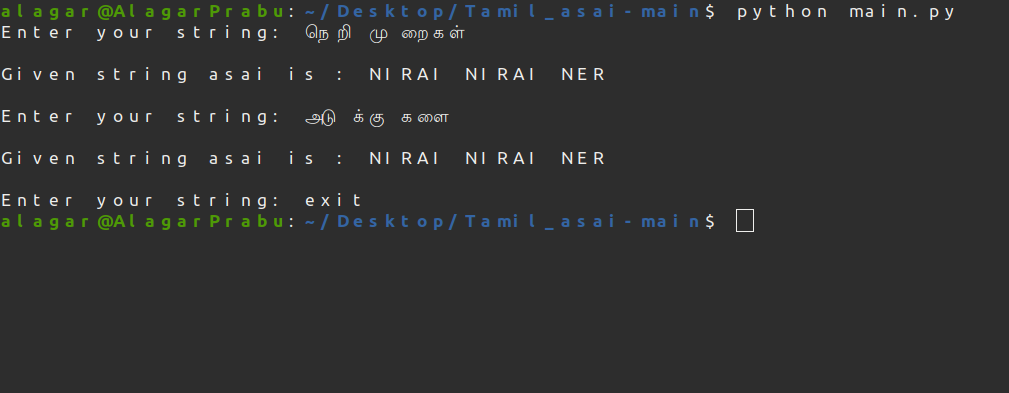 alagar@AlagarPrabu:~/Desktop/Tamil_asai-main$ python main.py
Enter your string: நெறிமுறைகள்
Given string asai is : NIRAI NIRAI NER
Enter your string: அடுக்குகளை
Given string asai is : NIRAI NIRAI NER
Enter your string: exit
alagar@AlagarPrabu:~/Desktop/Tamil_asai-main$